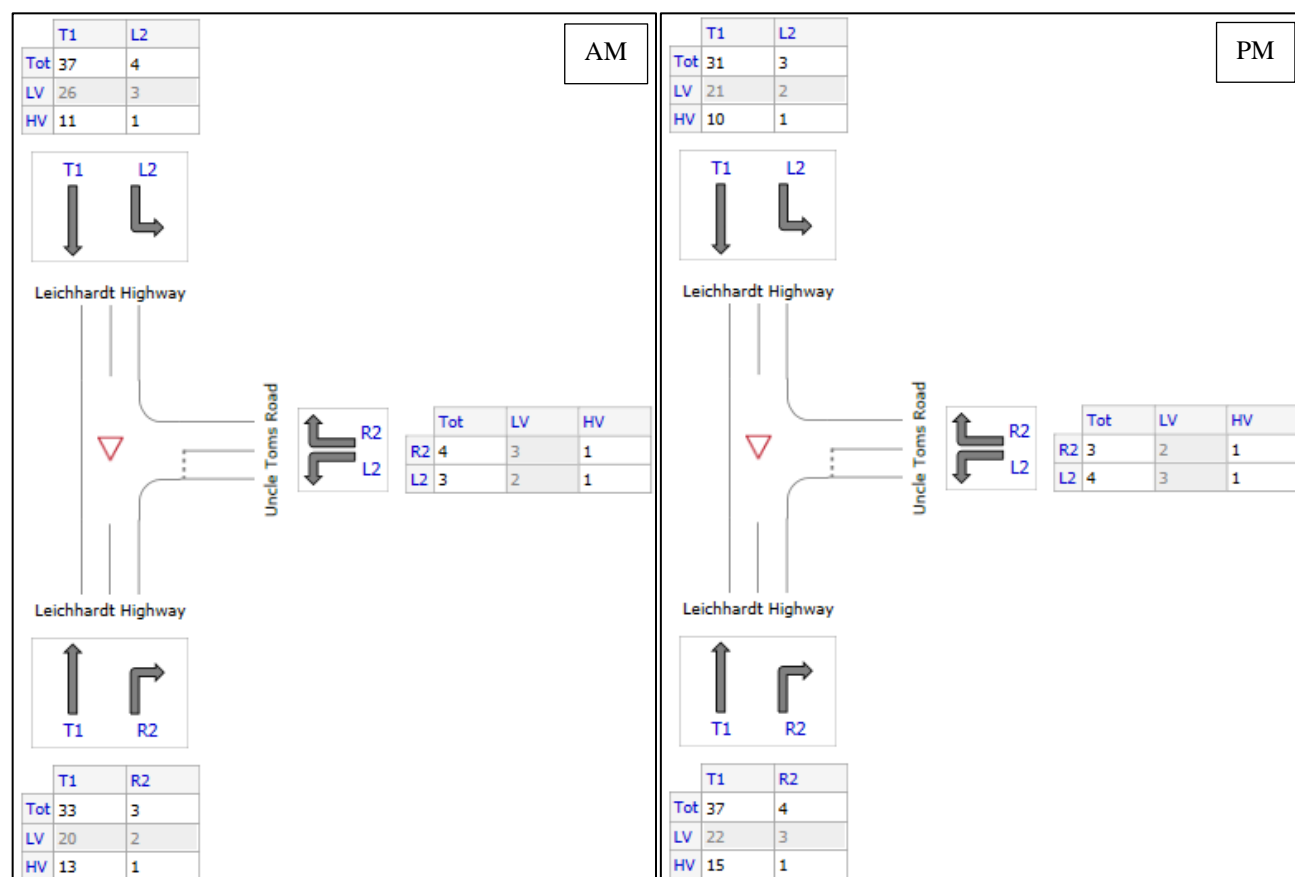 AM
T1 L2
Tot 37 4
LV 26 3
HV 11 1
T1 L2
Leichhardt Highway
Uncle Toms Road
R2
L2
Tot LV HV
R2 4 3 1
L2 3 2 1
Leichhardt Highway
T1 R2
T1 R2
Tot 33 3
LV 20 2
HV 13 1
PM
T1 L2
Tot 31 3
LV 21 2
HV 10 1
T1 L2
Leichhardt Highway
Uncle Toms Road
R2
L2
Tot LV HV
R2 3 2 1
L2 4 3 1
Leichhardt Highway
T1 R2
T1 R2
Tot 37 4
LV 22 3
HV 15 1